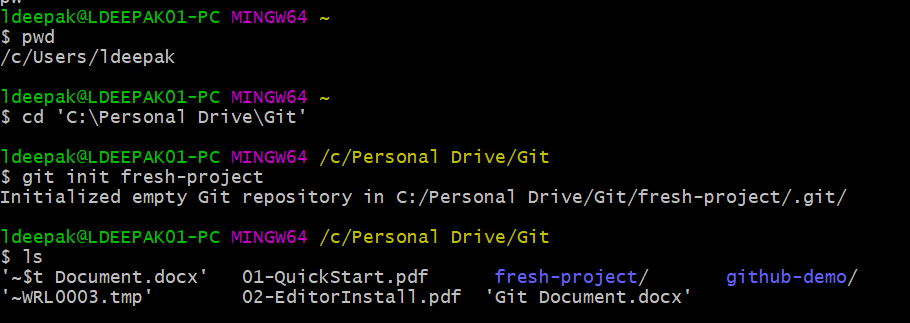 ldeepak@LDEEPAK01-PC MINGW64 ~
$ pwd
/c/Users/ldeepak
ldeepak@LDEEPAK01-PC MINGW64 ~
$ cd 'C:\Personal Drive\Git'
ldeepak@LDEEPAK01-PC MINGW64 /c/Personal Drive/Git
$ git init fresh-project
Initialized empty Git repository in C:/Personal Drive/Git/fresh-project/.git/
ldeepak@LDEEPAK01-PC MINGW64 /c/Personal Drive/Git
$ ls
'~$t Document.docx' 01-QuickStart.pdf fresh-project/ github-demo/
'~WRL0003.tmp' 02-EditorInstall.pdf 'Git Document.docx'